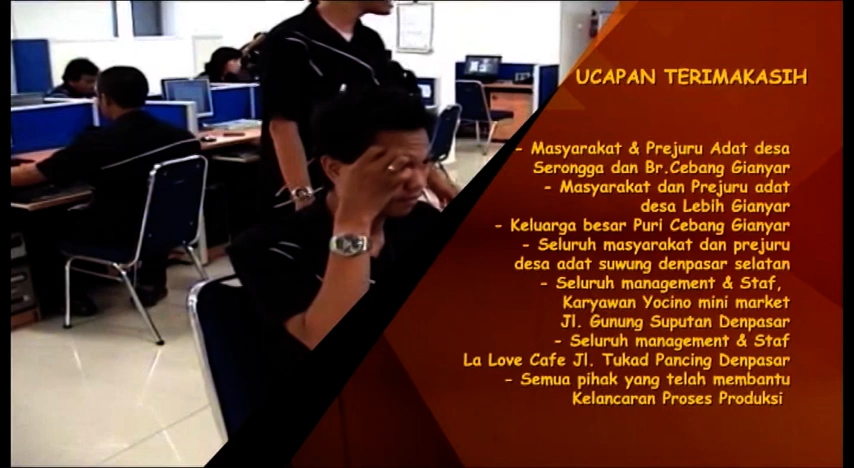 UCAPAN TERIMAKASIH
- Masyarakat & Prejuru Adat desa
Serongga dan Br.Cebang Gianyar
- Masyarakat dan Prejuru adat
desa Lebih Gianyar
- Keluarga besar Puri Cebang Gianyar
- Seluruh masyarakat dan prejuru
desa adat suwung denpasar selatan
- Seluruh management & Staf,
Karyawan Yocino mini market
Jl. Gunung Suputan Denpasar
- Seluruh management & Staf
La Love Cafe Jl. Tukad Pancing Denpasar
- Semua pihak yang telah membantu
Kelancaran Proses Produksi